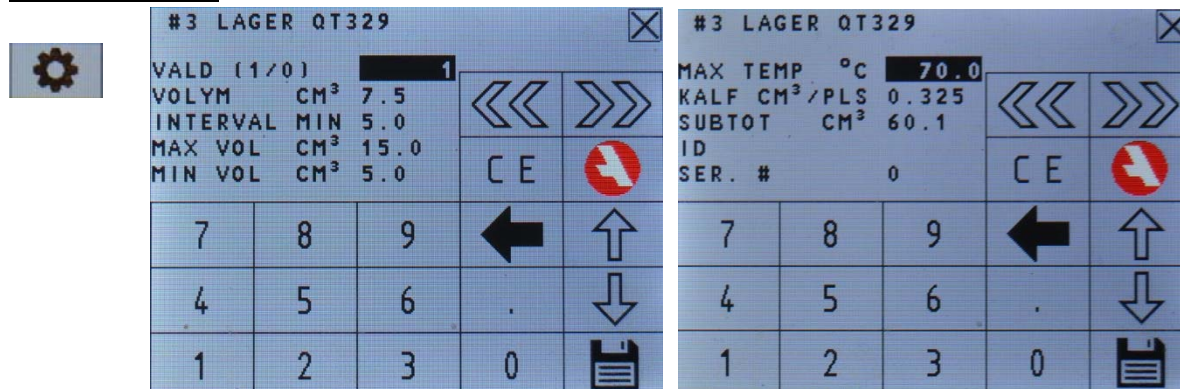 #3 LAGER QT329
VALD (1/0) 1
VOLYM CM³ 7.5
INTERVAL MIN 5.0
MAX VOL CM³ 15.0
MIN VOL CM³ 5.0
CE
7 8 9
4 5 6 .
1 2 3 0
#3 LAGER QT329
MAX TEMP °C 70.0
KALF CM³/PLS 0.325
SUBTOT CM³ 60.1
ID
SER. # 0
CE
7 8 9
4 5 6 .
1 2 3 0